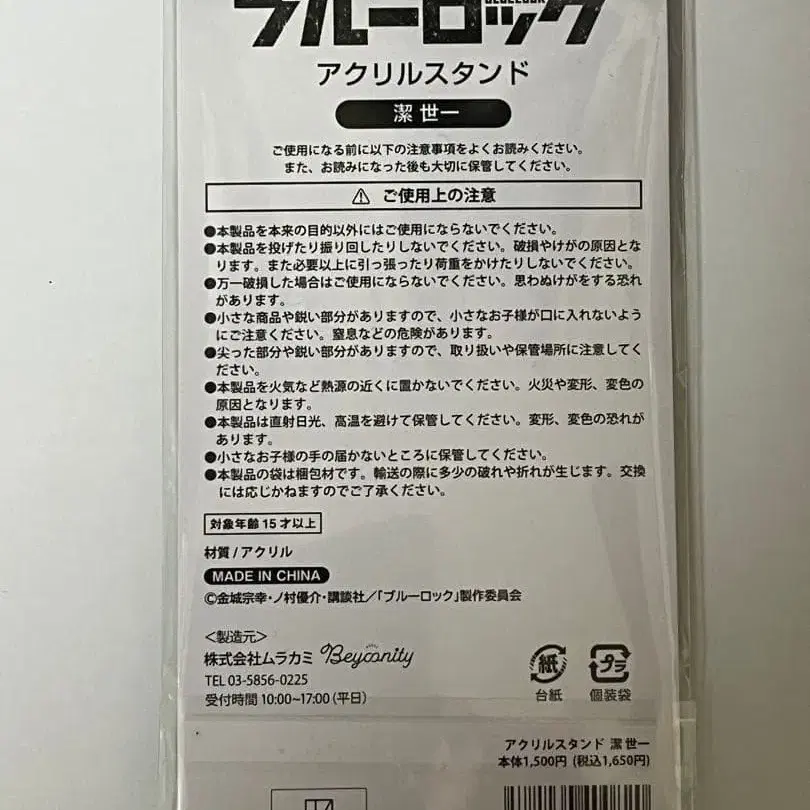 ブルーロック
アクリルスタンド
潔 世一
ご使用になる前に以下の注意事項をよくお読みください。
また、お読みになった後も大切に保管してください。
⚠ ご使用上の注意
●本製品を本来の目的以外にはご使用にならないでください。
●本製品を投げたり振り回したりしないでください。破損やけがの原因とな
ります。また必要以上に引っ張ったり荷重をかけたりしないでください。
●万一破損した場合はご使用にならないでください。思わぬけがをする恐れ
があります。
●小さな商品や鋭い部分がありますので、小さなお子様が口に入れないよう
にご注意ください。窒息などの危険があります。
●尖った部分や鋭い部分がありますので、取り扱いや保管場所に注意してく
ださい。
●本製品を火気など熱源の近くに置かないでください。火災や変形、変色の
原因となります。
●本製品は直射日光、高温を避けて保管してください。変形、変色の恐れが
あります。
●小さなお子様の手の届かないところに保管してください。
●本製品の袋は梱包材です。輸送の際に多少の破れや折れが生じます。交換
には応じかねますのでご了承ください。
対象年齢15才以上
材質/アクリル
MADE IN CHINA
©金城宗幸・ノ村優介・講談社/「ブルーロック」製作委員会
<製造元>
株式会社ムラカミ Beyconity
TEL 03-5856-0225
受付時間 10:00~17:00 (平日)
紙 プラ
台紙 個装袋
アクリルスタンド 潔 世一
本体1,500円 (税込1,650円)